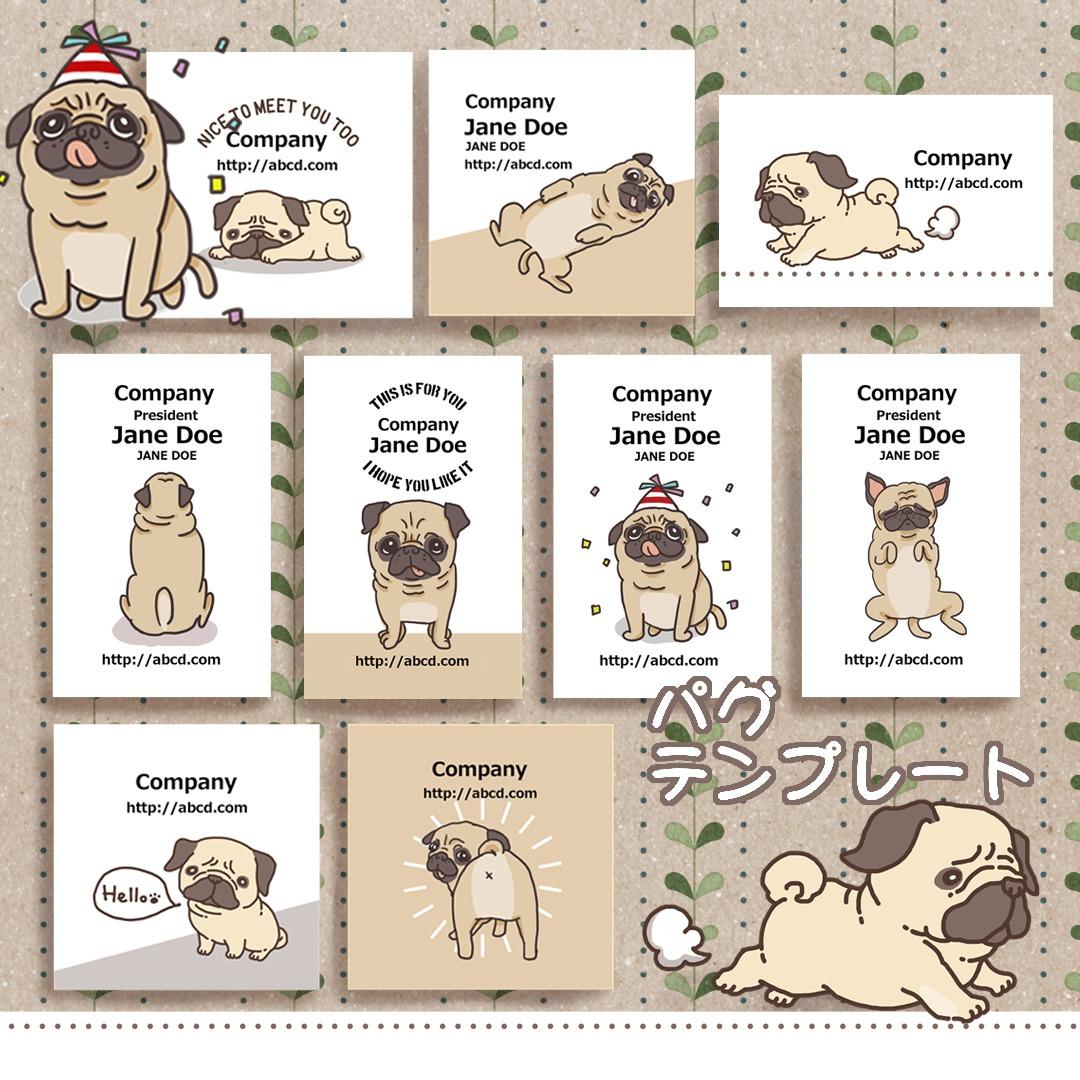 NICE TO MEET YOU TOO
Company
http://abcd.com
Company
Jane Doe
JANE DOE
http://abcd.com
Company
http://abcd.com
Company
President
Jane Doe
JANE DOE
http://abcd.com
THIS IS FOR YOU
Company
Jane Doe
I HOPE YOU LIKE IT
http://abcd.com
Company
President
Jane Doe
JANE DOE
http://abcd.com
Company
President
Jane Doe
JANE DOE
http://abcd.com
Company
http://abcd.com
Hello
Company
http://abcd.com
パグ
テンプレート